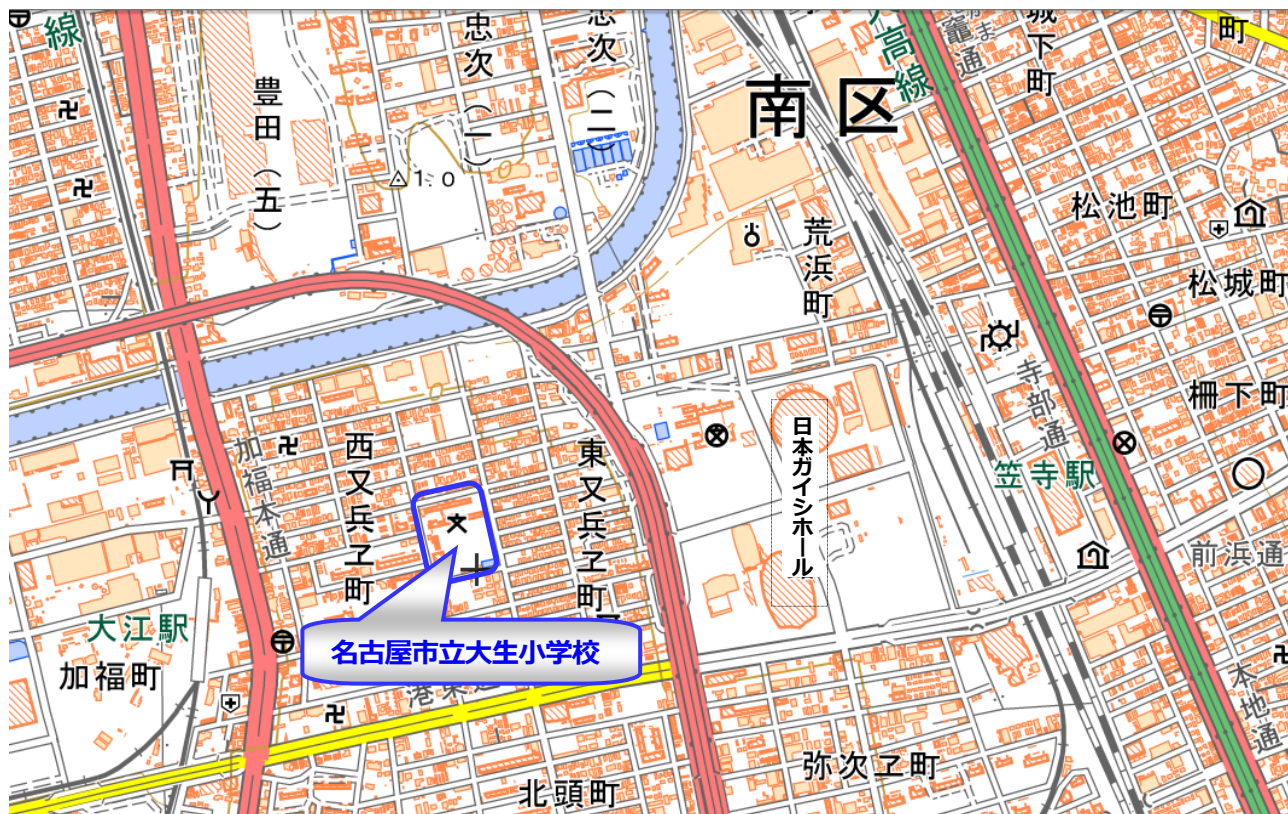 線
豊田（五）
忠次（一）
忠次（二）
1.0
南区
大高線
竈
ま
通
城下町
町
松池町
荒浜町
松城町
柵下町
寺部通
笠寺駅
前浜通
本地通
日本ガイシホール
加福本通
西又兵ヱ町
東又兵ヱ町
大江駅
加福町
名古屋市立大生小学校
港東通
北頭町
弥次ヱ町